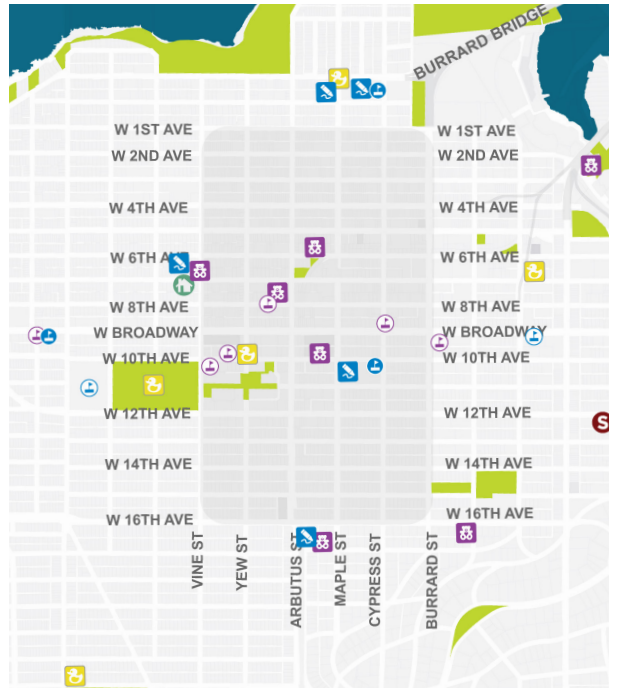 BURRARD BRIDGE
W 1ST AVE W 1ST AVE
W 2ND AVE W 2ND AVE
W 4TH AVE W 4TH AVE
W 6TH AVE W 6TH AVE
W 8TH AVE W 8TH AVE
W BROADWAY W BROADWAY
W 10TH AVE W 10TH AVE
W 12TH AVE W 12TH AVE
S
W 14TH AVE W 14TH AVE
W 16TH AVE W 16TH AVE
VINE ST
YEW ST
ARBUTUS ST
MAPLE ST
CYPRESS ST
BURRARD ST